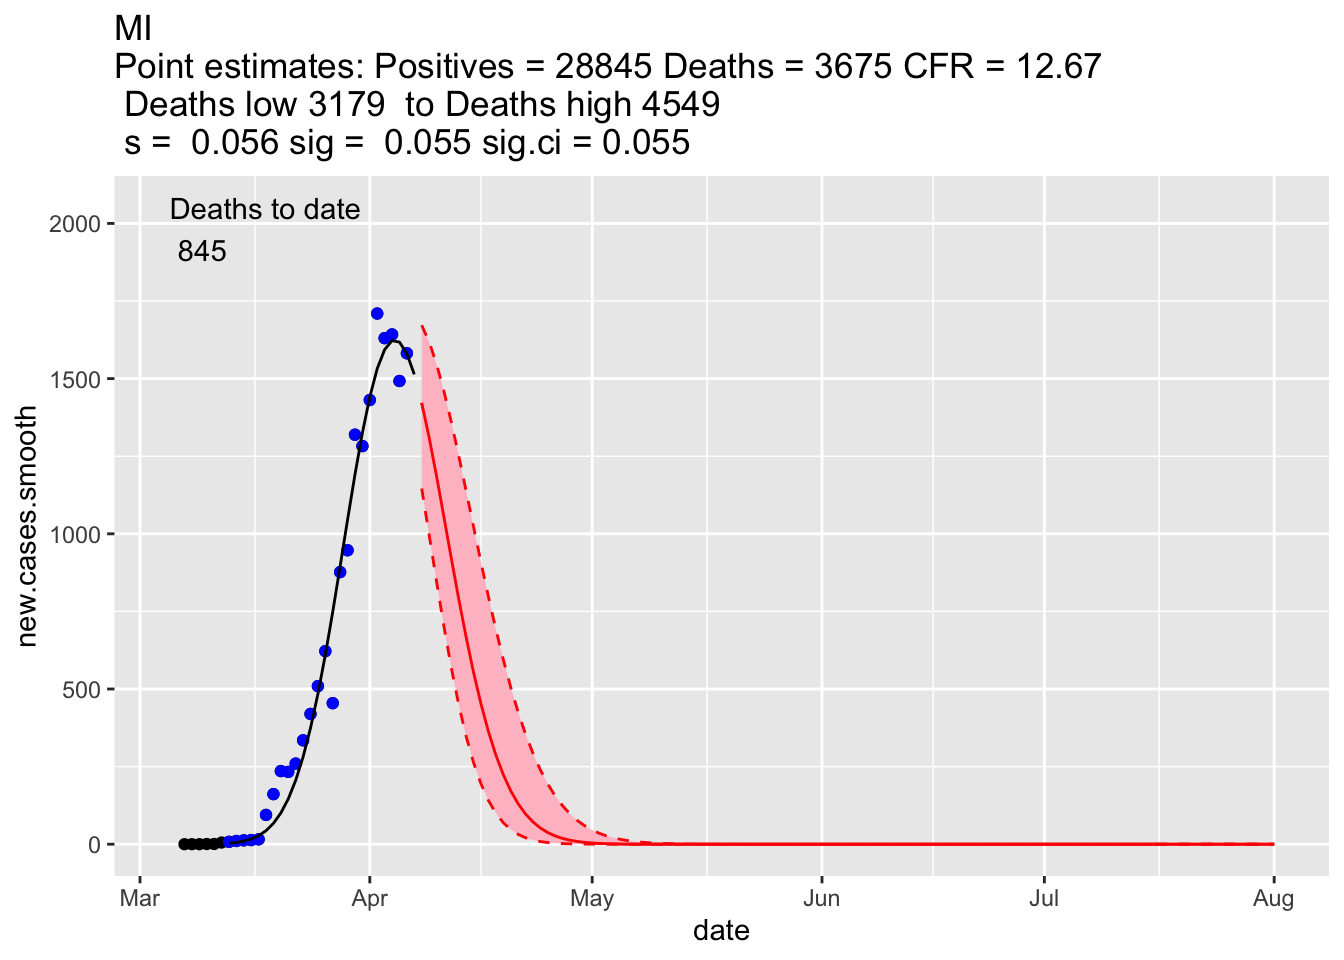 MI
Point estimates: Positives = 28845 Deaths = 3675 CFR = 12.67
Deaths low 3179  to Deaths high 4549
s =  0.056 sig =  0.055 sig.ci = 0.055
Deaths to date
845
2000
1500
1000
500
0
new.cases.smooth
Mar Apr May Jun Jul Aug
date